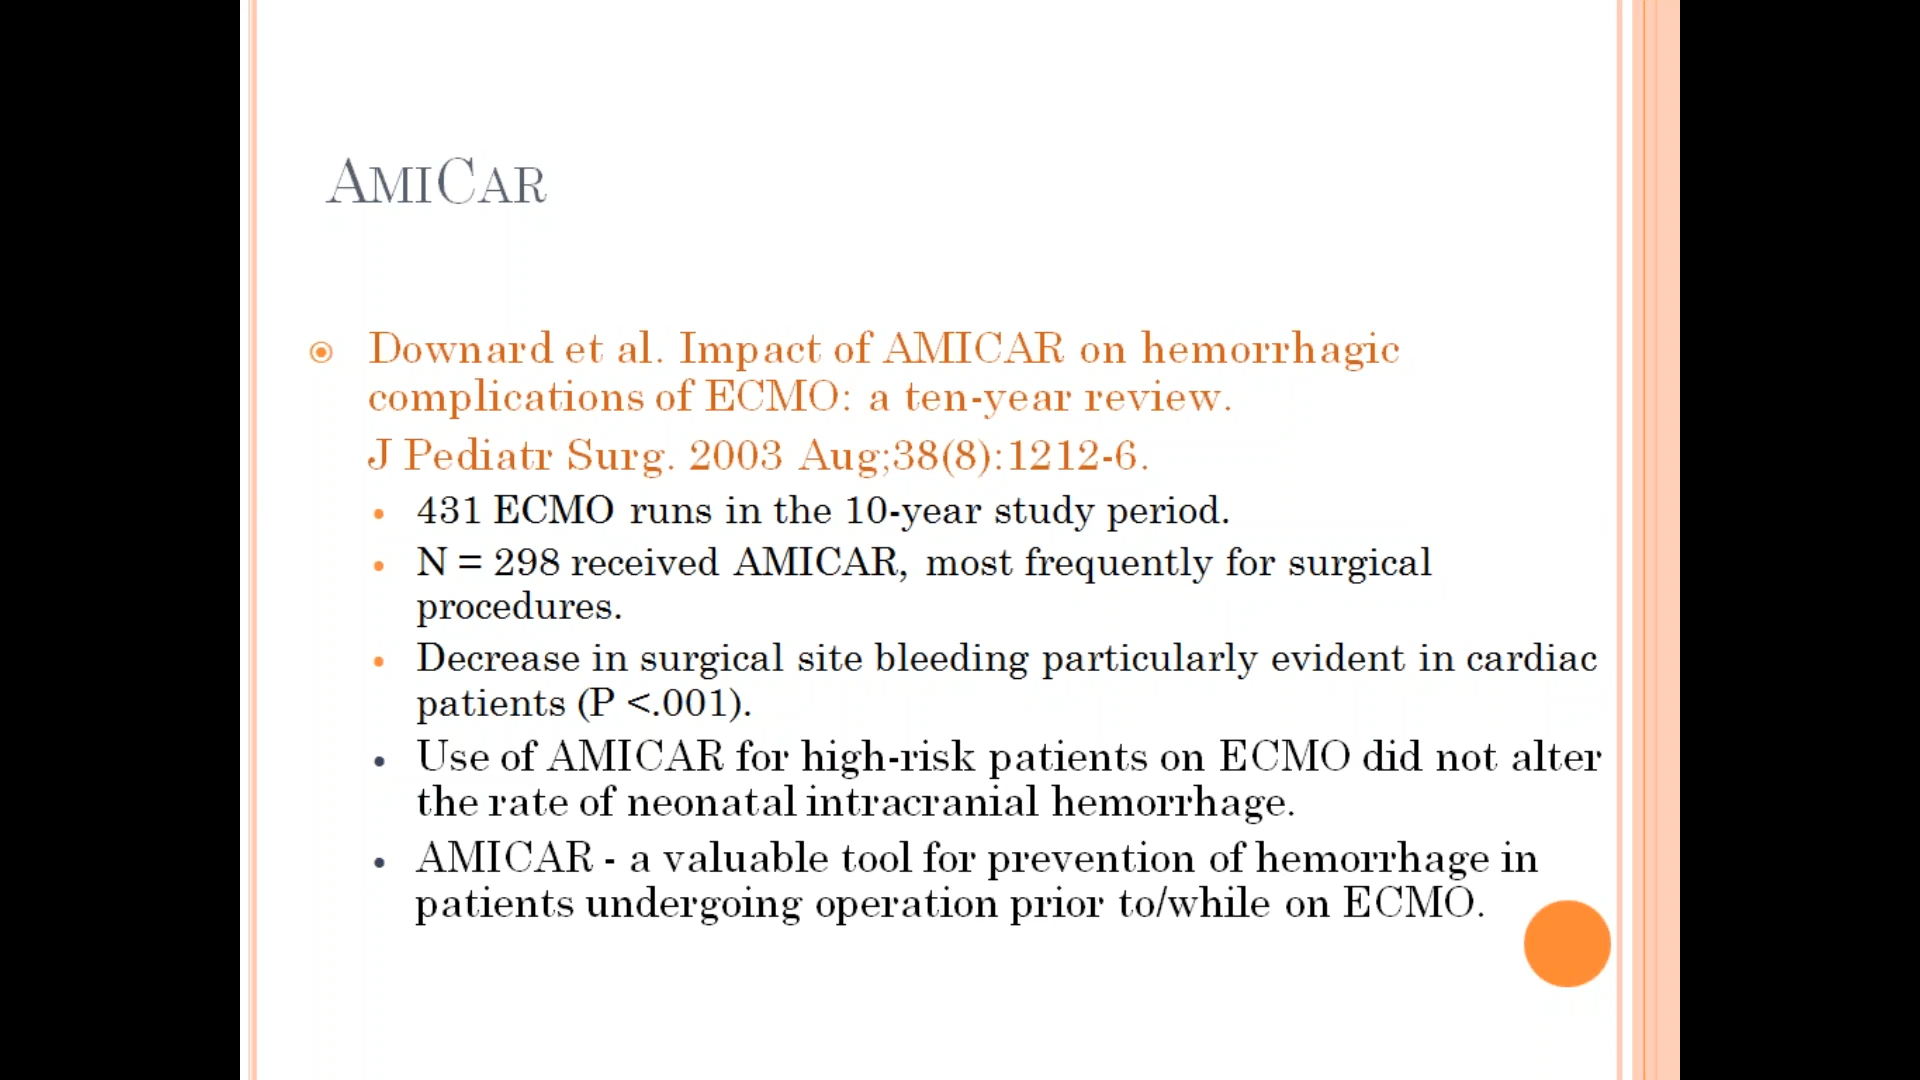 AMICAR
Downard et al. Impact of AMICAR on hemorrhagic
complications of ECMO: a ten-year review.
J Pediatr Surg. 2003 Aug;38(8):1212-6.
431 ECMO runs in the 10-year study period.
N = 298 received AMICAR, most frequently for surgical
procedures.
Decrease in surgical site bleeding particularly evident in cardiac
patients (P <.001).
Use of AMICAR for high-risk patients on ECMO did not alter
the rate of neonatal intracranial hemorrhage.
AMICAR - a valuable tool for prevention of hemorrhage in
patients undergoing operation prior to/while on ECMO.